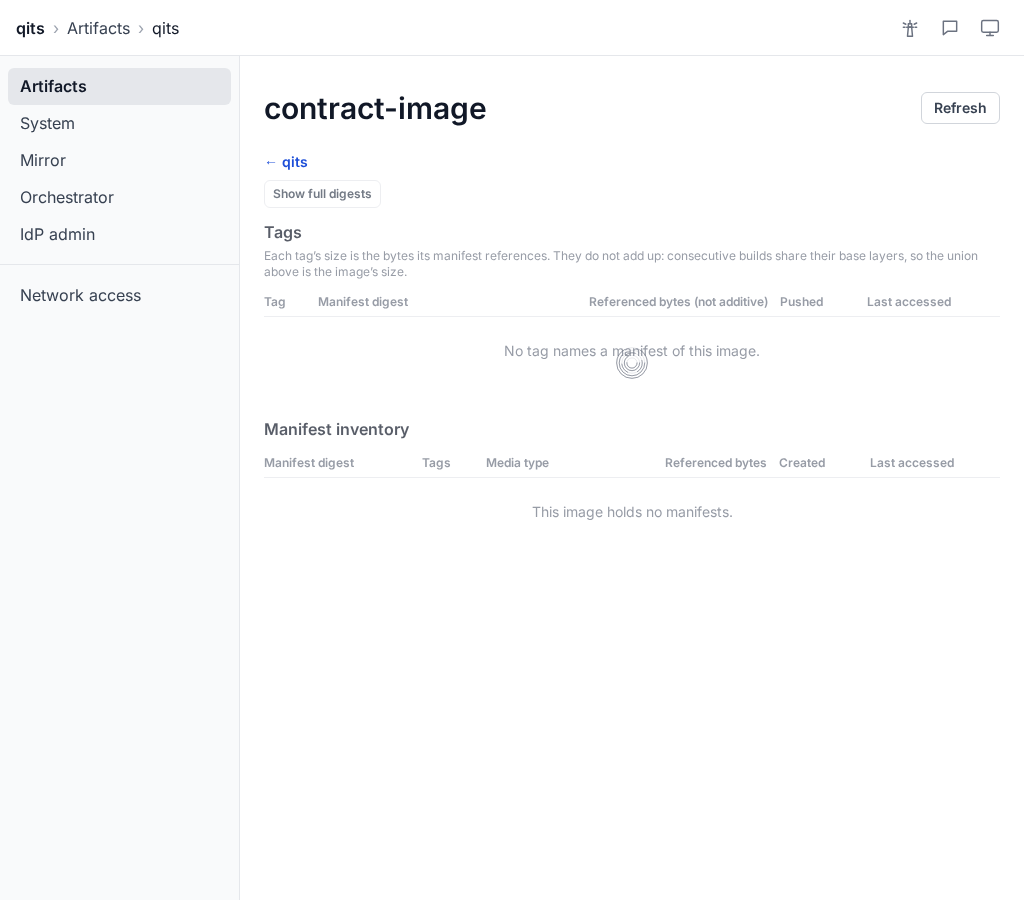 qits › Artifacts › qits
Artifacts
System
Mirror
Orchestrator
IdP admin
Network access
contract-image
Refresh
← qits
Show full digests
Tags
Each tag’s size is the bytes its manifest references. They do not add up: consecutive builds share their base layers, so the union
above is the image’s size.
Tag Manifest digest Referenced bytes (not additive) Pushed Last accessed
No tag names a manifest of this image.
Manifest inventory
Manifest digest Tags Media type Referenced bytes Created Last accessed
This image holds no manifests.